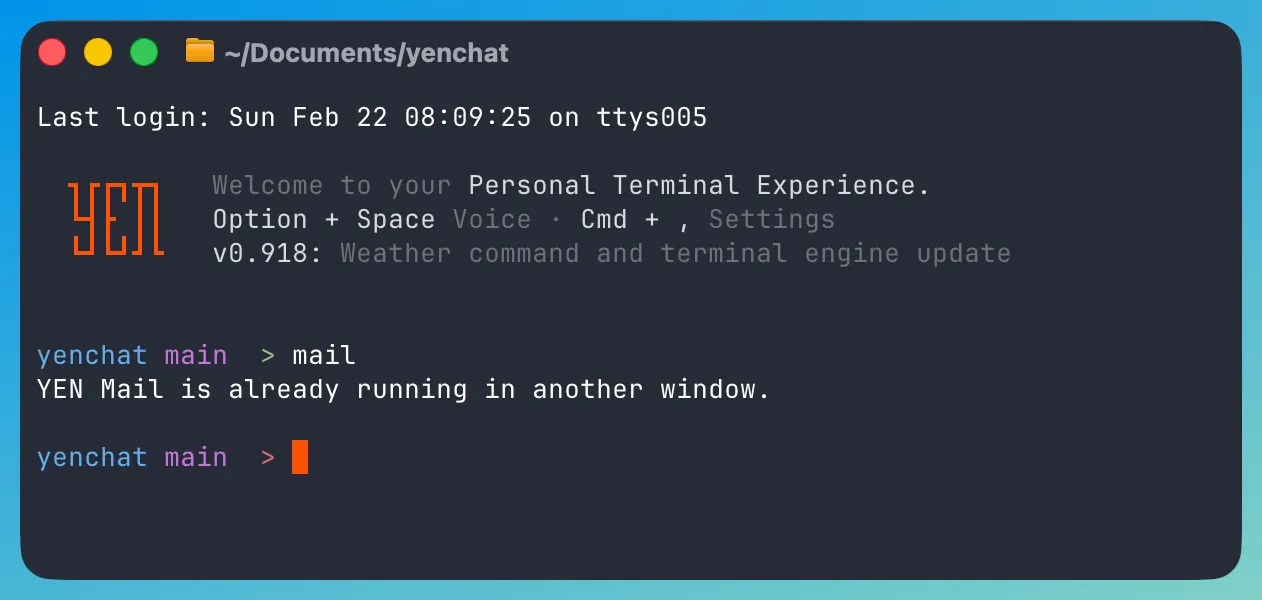 ~/Documents/yenchat
Last login: Sun Feb 22 08:09:25 on ttys005
YEN
Welcome to your Personal Terminal Experience.
Option + Space Voice · Cmd + , Settings
v0.918: Weather command and terminal engine update
yenchat main > mail
YEN Mail is already running in another window.
yenchat main >